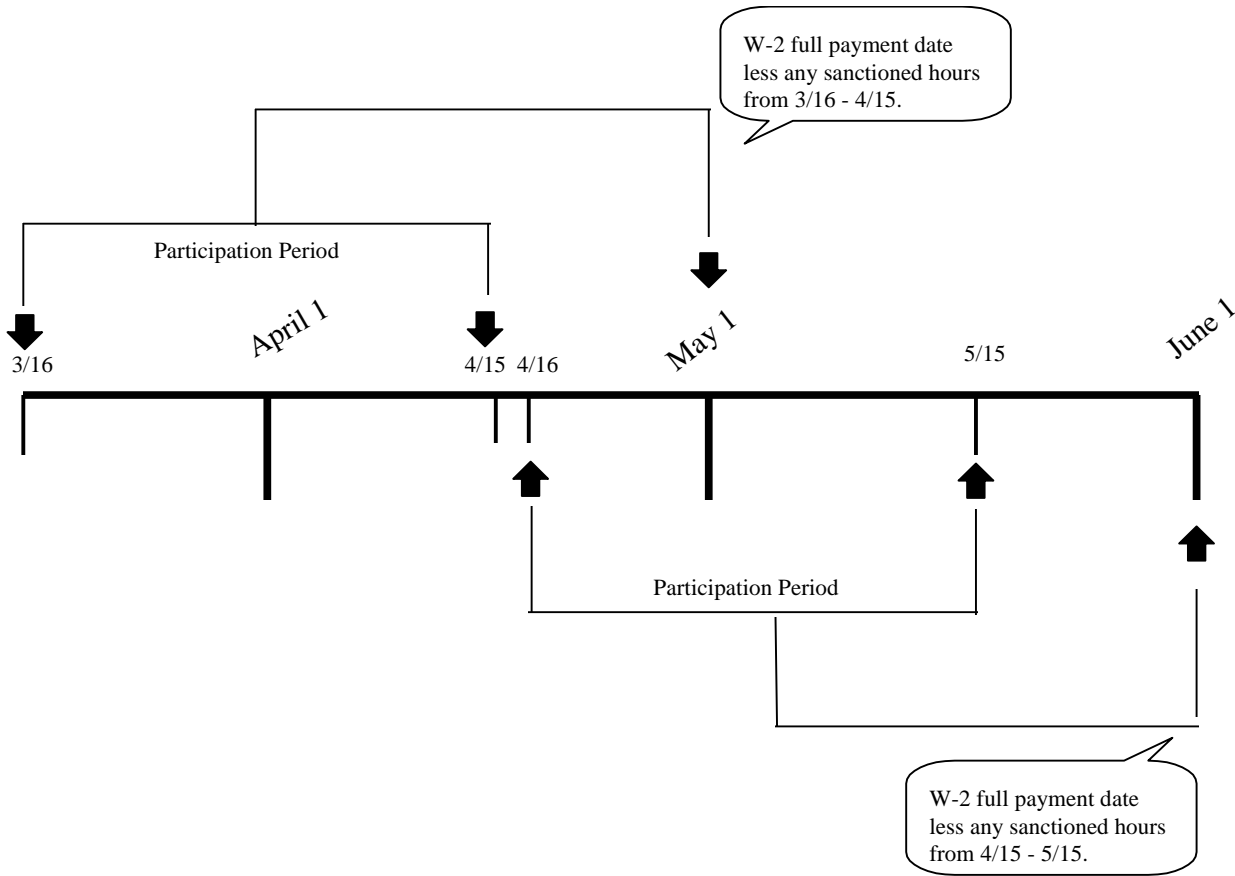 W-2 full payment date
less any sanctioned hours
from 3/16 - 4/15.
Participation Period
April 1
May 1
June 1
3/16
4/15
4/16
5/15
Participation Period
W-2 full payment date
less any sanctioned hours
from 4/15 - 5/15.